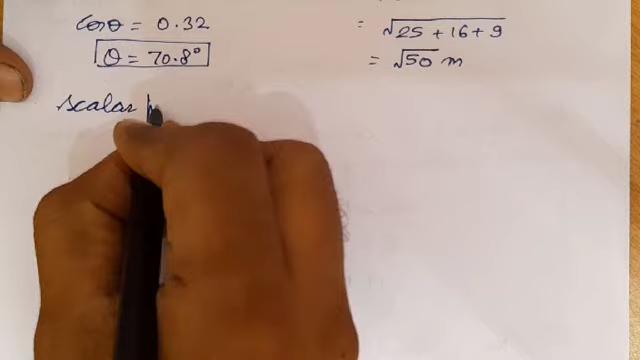 cosθ = 0.32
θ = 70.8°
scalar
= √25 + 16 + 9
= √50 m